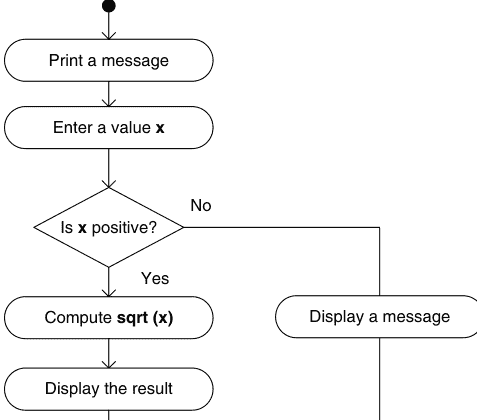 Print a message
Enter a value x
Is x positive?
No
Yes
Compute sqrt (x)
Display a message
Display the result